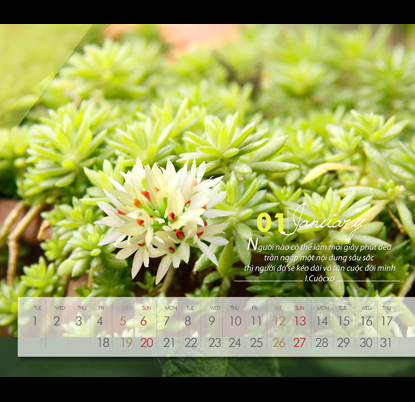 01 January
Người nào có thể làm mỗi giây phút đều
tràn ngập một nội dung sâu sắc
thì người đó sẽ kéo dài vô tận cuộc đời mình
I.Cuốcxơ
TUE WED THU FRI SAT SUN MON TUE WED THU FRI SAT SUN MON TUE WED THU
1 2 3 4 5 6 7 8 9 10 11 12 13 14 15 16 17
18 19 20 21 22 23 24 25 26 27 28 29 30 31